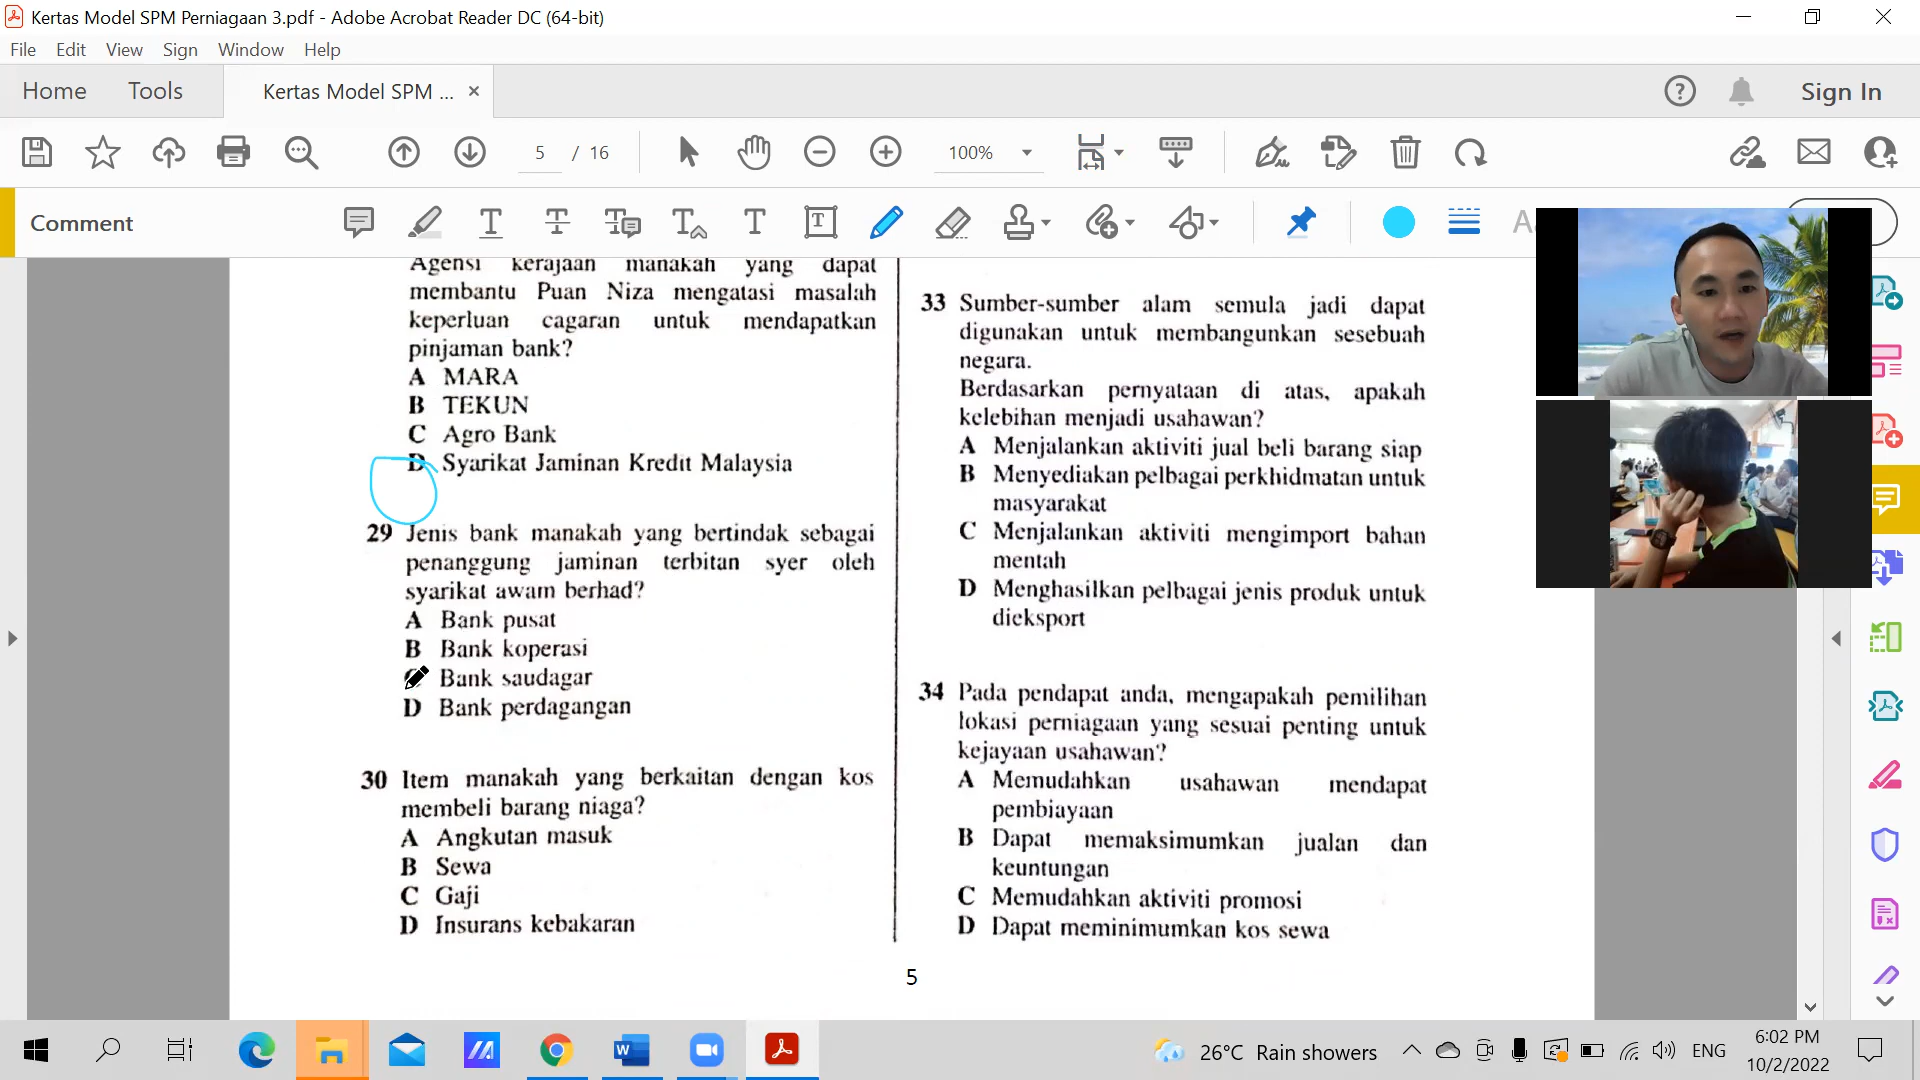 Kertas Model SPM Perniagaan 3.pdf - Adobe Acrobat Reader DC (64-bit)
File Edit View Sign Window Help
Home Tools Kertas Model SPM ... × Sign In
5 / 16 100%
Comment
Agensi kerajaan manakah yang dapat
membantu Puan Niza mengatasi masalah
keperluan cagaran untuk mendapatkan
pinjaman bank?
A MARA
B TEKUN
C Agro Bank
D Syarikat Jaminan Kredit Malaysia
29 Jenis bank manakah yang bertindak sebagai
penanggung jaminan terbitan syer oleh
syarikat awam berhad?
A Bank pusat
B Bank koperasi
Bank saudagar
D Bank perdagangan
30 Item manakah yang berkaitan dengan kos
membeli barang niaga?
A Angkutan masuk
B Sewa
C Gaji
D Insurans kebakaran
33 Sumber-sumber alam semula jadi dapat
digunakan untuk membangunkan sesebuah
negara.
Berdasarkan pernyataan di atas, apakah
kelebihan menjadi usahawan?
A Menjalankan aktiviti jual beli barang siap
B Menyediakan pelbagai perkhidmatan untuk
masyarakat
C Menjalankan aktiviti mengimport bahan
mentah
D Menghasilkan pelbagai jenis produk untuk
dieksport
34 Pada pendapat anda, mengapakah pemilihan
lokasi perniagaan yang sesuai penting untuk
kejayaan usahawan?
A Memudahkan usahawan mendapat
pembiayaan
B Dapat memaksimumkan jualan dan
keuntungan
C Memudahkan aktiviti promosi
D Dapat meminimumkan kos sewa
5
26°C Rain showers ENG
6:02 PM
10/2/2022